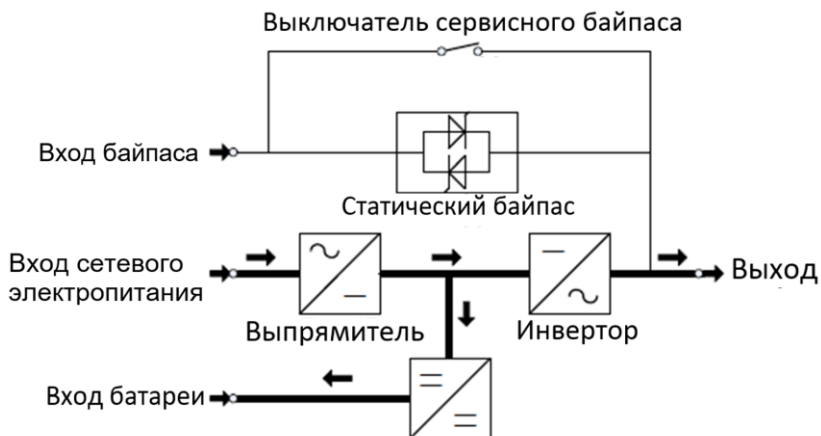 Выключатель сервисного байпаса
Вход байпаса
Статический байпас
Вход сетевого
электропитания
Выход
Выпрямитель
Инвертор
Вход батареи